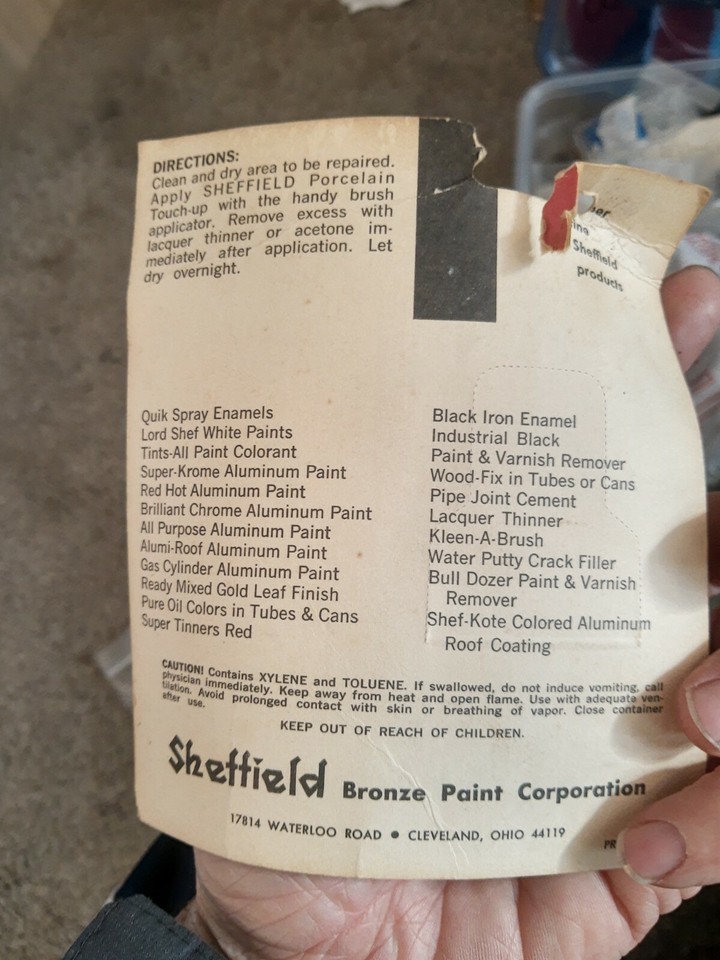 DIRECTIONS:
Clean and dry area to be repaired.
Apply SHEFFIELD Porcelain
Touch-up with the handy brush
applicator. Remove excess with
lacquer thinner or acetone im-
mediately after application. Let
dry overnight.
her
ine
Sheffield
products
Quik Spray Enamels
Lord Shef White Paints
Tints-All Paint Colorant
Super-Krome Aluminum Paint
Red Hot Aluminum Paint
Brilliant Chrome Aluminum Paint
All Purpose Aluminum Paint
Alumi-Roof Aluminum Paint
Gas Cylinder Aluminum Paint
Ready Mixed Gold Leaf Finish
Pure Oil Colors in Tubes & Cans
Super Tinners Red
Black Iron Enamel
Industrial Black
Paint & Varnish Remover
Wood-Fix in Tubes or Cans
Pipe Joint Cement
Lacquer Thinner
Kleen-A-Brush
Water Putty Crack Filler
Bull Dozer Paint & Varnish
Remover
Shef-Kote Colored Aluminum
Roof Coating
CAUTION! Contains XYLENE and TOLUENE. If swallowed, do not induce vomiting, call
physician immediately. Keep away from heat and open flame. Use with adequate ven-
tilation. Avoid prolonged contact with skin or breathing of vapor. Close container
after use.
KEEP OUT OF REACH OF CHILDREN.
Sheffield Bronze Paint Corporation
17814 WATERLOO ROAD ● CLEVELAND, OHIO 44119
PR